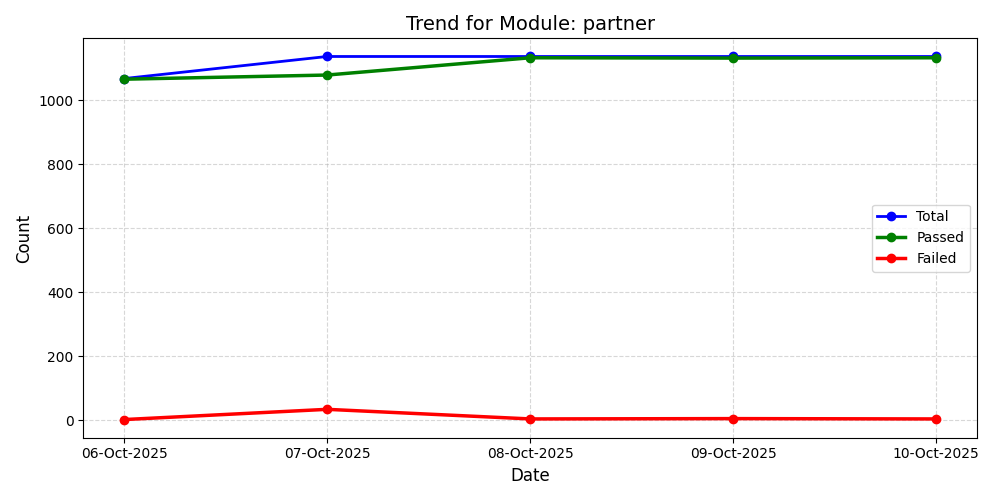 Trend for Module: partner
Count
1000
800
600
400
200
0
Total
Passed
Failed
06-Oct-2025
07-Oct-2025
08-Oct-2025
09-Oct-2025
10-Oct-2025
Date